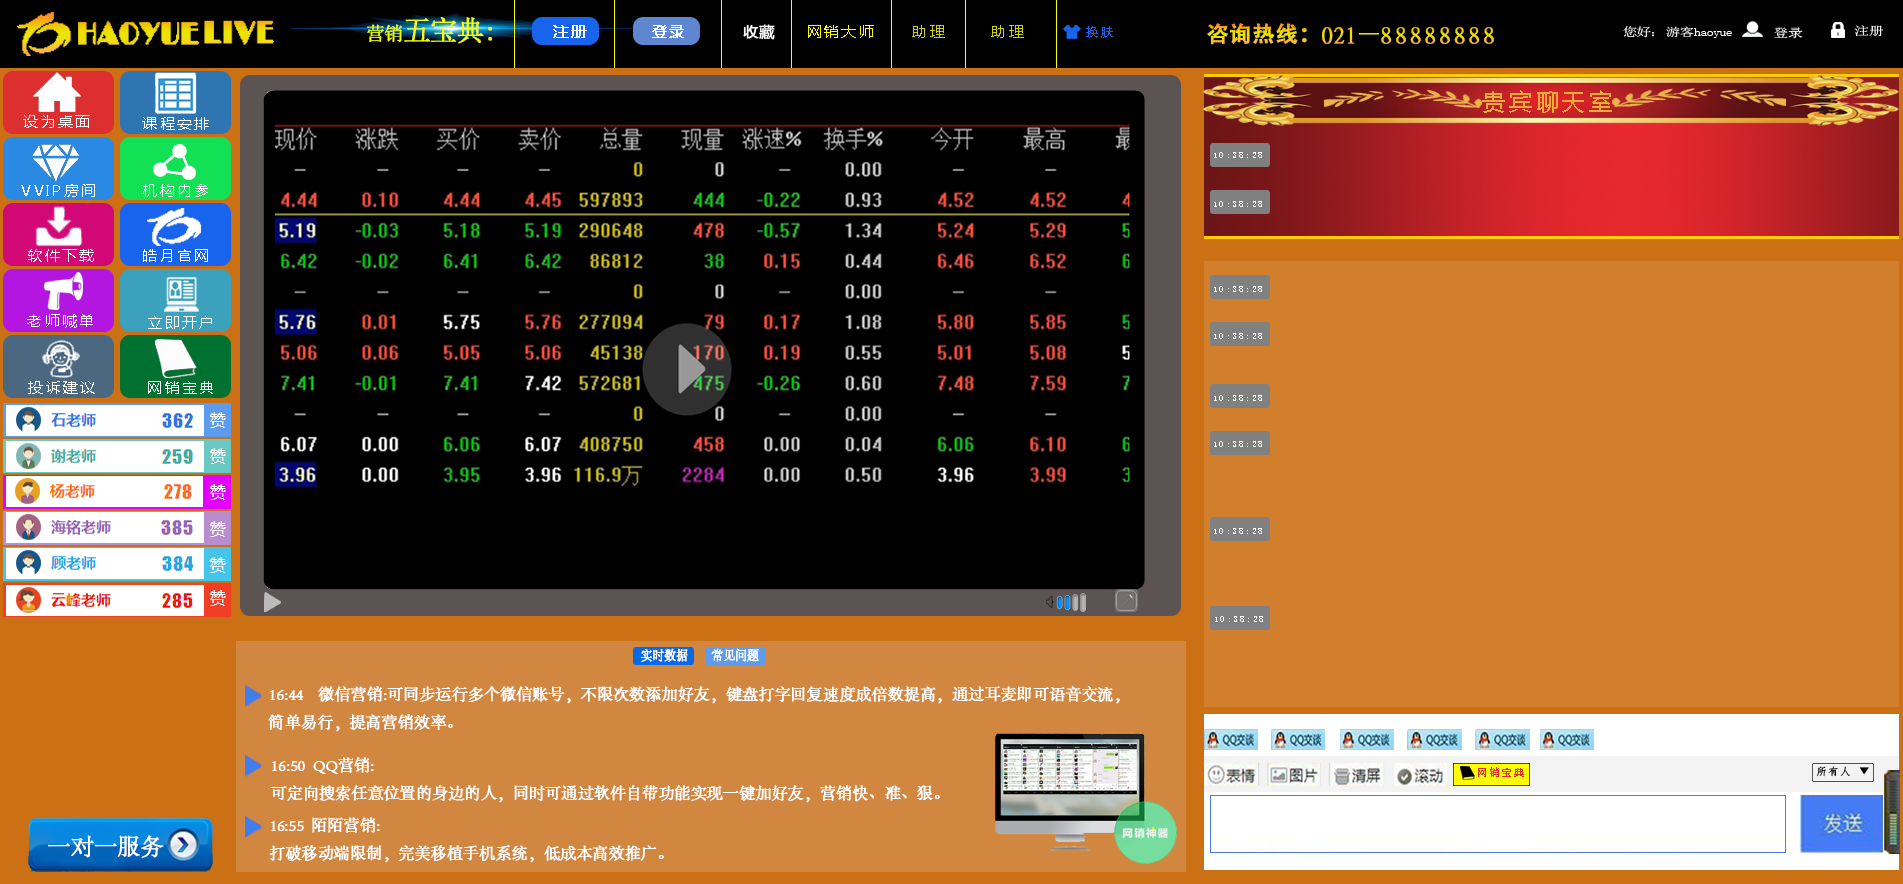 HAOYUE LIVE
营销五宝典：
注册
登录
收藏
网销大师
助理
助理
换肤
咨询热线：021一88888888
您好： 游客haoyue
登录
注册
设为桌面
课程安排
VVIP房间
机构内参
软件下载
皓月官网
老师喊单
立即开户
投诉建议
网销宝典
石老师 362 赞
谢老师 259 赞
杨老师 278 赞
海铭老师 385 赞
顾老师 384 赞
云峰老师 285 赞
一对一服务
现价 涨跌 买价 卖价 总量 现量 涨速% 换手% 今开 最高 最
— — — — 0 0 — 0.00 — —
4.44 0.10 4.44 4.45 597893 444 -0.22 0.93 4.52 4.52 4
5.19 -0.03 5.18 5.19 290648 478 -0.57 1.34 5.24 5.29 5
6.42 -0.02 6.41 6.42 86812 38 0.15 0.44 6.46 6.52 6
— — — — 0 0 — 0.00 — —
5.76 0.01 5.75 5.76 277094 79 0.17 1.08 5.80 5.85 5
5.06 0.06 5.05 5.06 45138 170 0.19 0.55 5.01 5.08 5
7.41 -0.01 7.41 7.42 572681 475 -0.26 0.60 7.48 7.59 7
— — — — 0 0 — 0.00 — —
6.07 0.00 6.06 6.07 408750 458 0.00 0.04 6.06 6.10 6
3.96 0.00 3.95 3.96 116.9万 2284 0.00 0.50 3.96 3.99 3
实时数据 常见问题
16:44 微信营销:可同步运行多个微信账号，不限次数添加好友，键盘打字回复速度成倍数提高，通过耳麦即可语音交流，
简单易行，提高营销效率。
16:50 QQ营销:
可定向搜索任意位置的身边的人，同时可通过软件自带功能实现一键加好友，营销快、准、狠。
16:55 陌陌营销:
打破移动端限制，完美移植手机系统，低成本高效推广。
网销神器
贵宾聊天室
10:38:28
10:38:28
10:38:28
10:38:28
10:38:28
10:38:28
10:38:28
10:38:28
QQ交谈 QQ交谈 QQ交谈 QQ交谈 QQ交谈 QQ交谈
表情 图片 清屏 滚动 网销宝典 所有人
发送